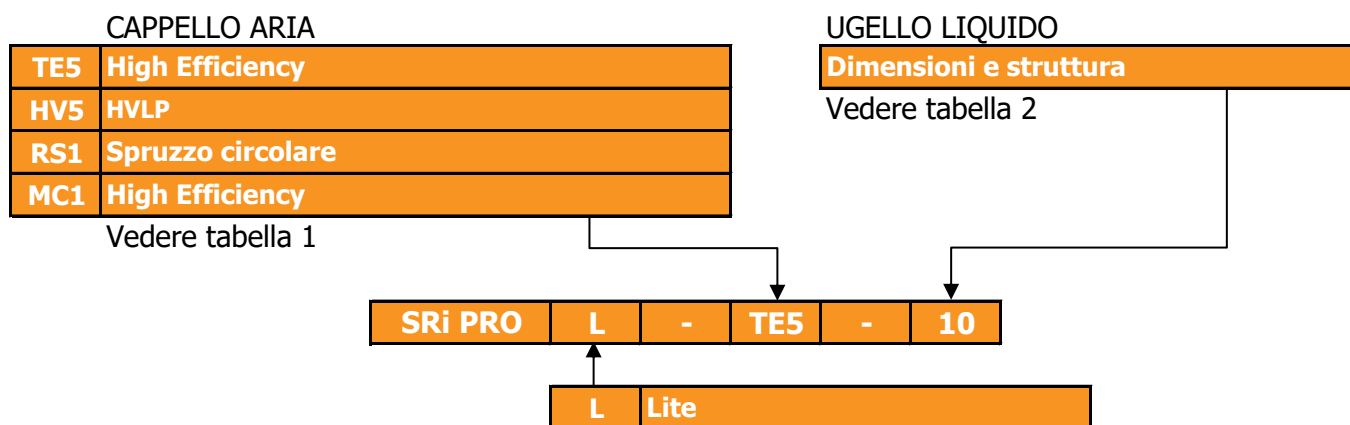 CAPPELLO ARIA
TE5 High Efficiency
HV5 HVLP
RS1 Spruzzo circolare
MC1 High Efficiency
Vedere tabella 1
UGELLO LIQUIDO
Dimensioni e struttura
Vedere tabella 2
SRi PRO L - TE5 - 10
L Lite